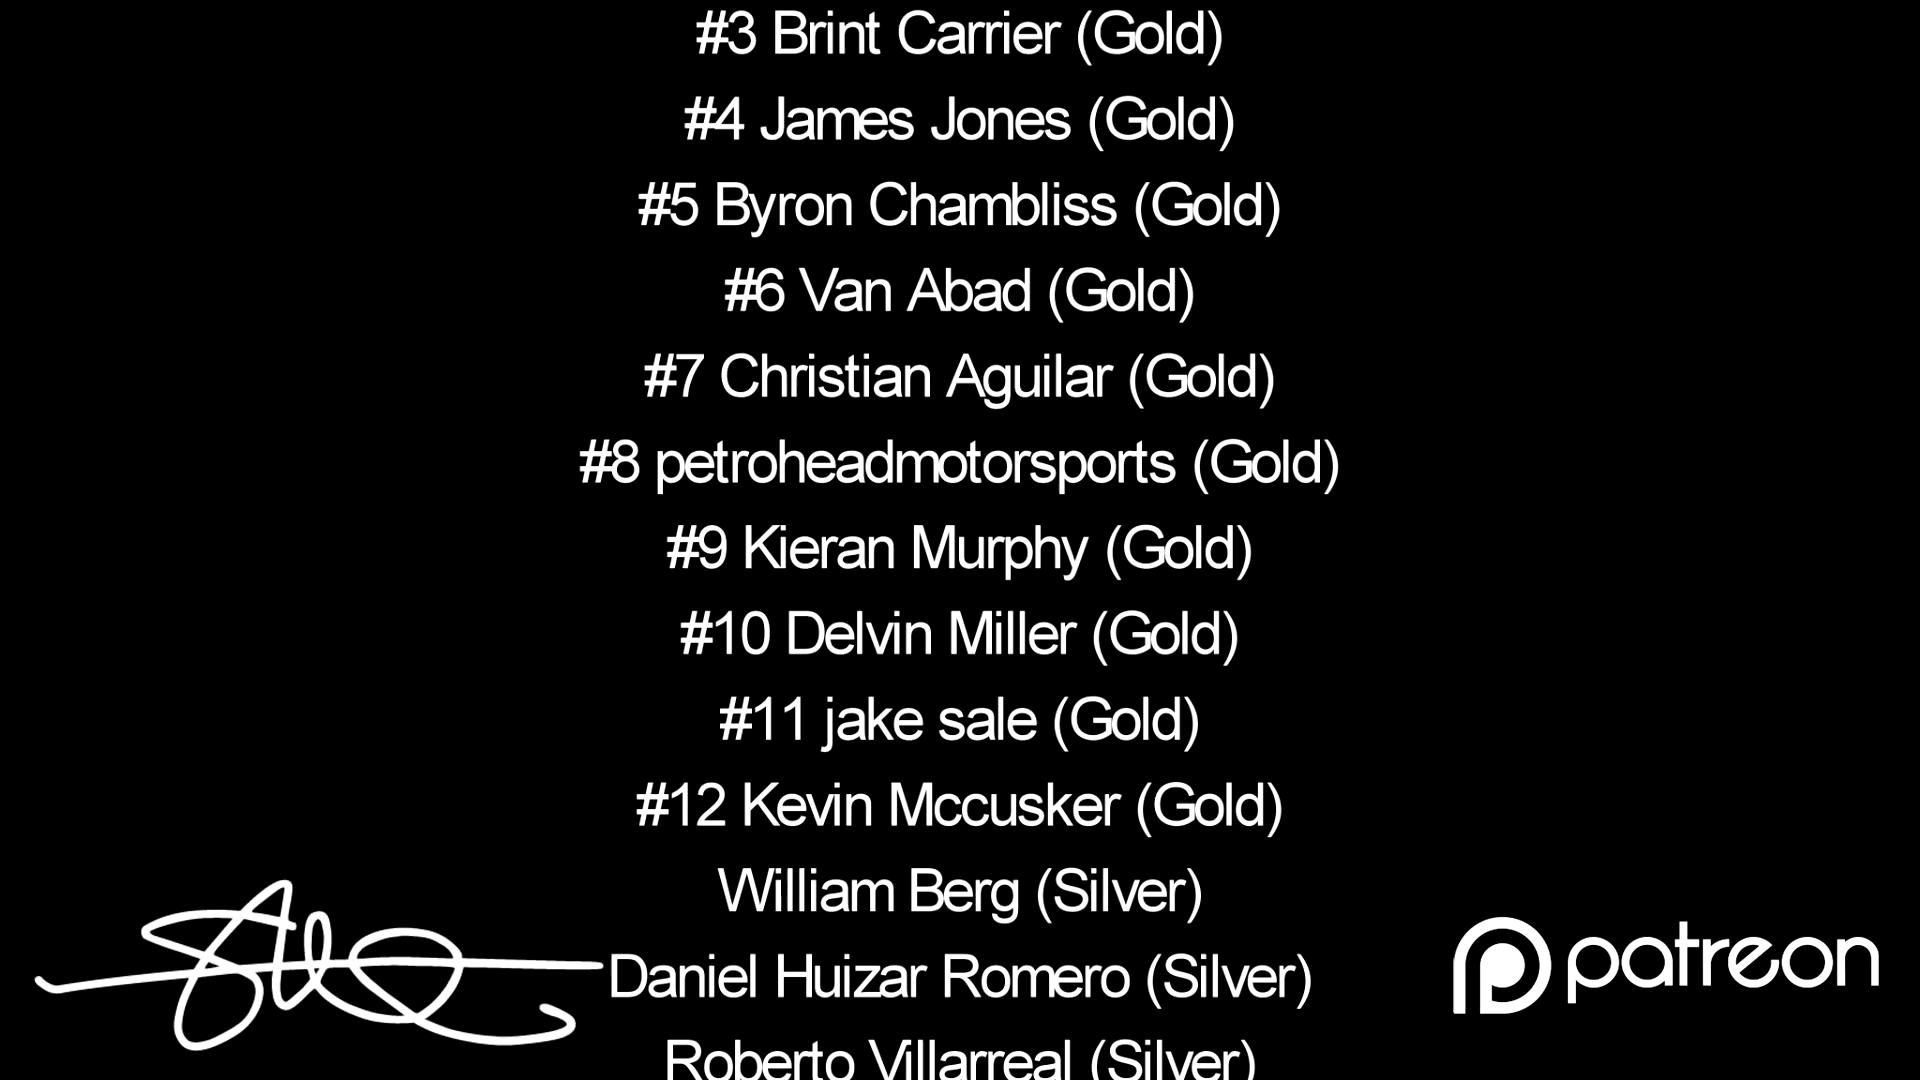 #3 Brint Carrier (Gold)
#4 James Jones (Gold)
#5 Byron Chambliss (Gold)
#6 Van Abad (Gold)
#7 Christian Aguilar (Gold)
#8 petroheadmotorsports (Gold)
#9 Kieran Murphy (Gold)
#10 Delvin Miller (Gold)
#11 jake sale (Gold)
#12 Kevin Mccusker (Gold)
William Berg (Silver)
Daniel Huizar Romero (Silver)
patreon
Roberto Villarreal (Silver)